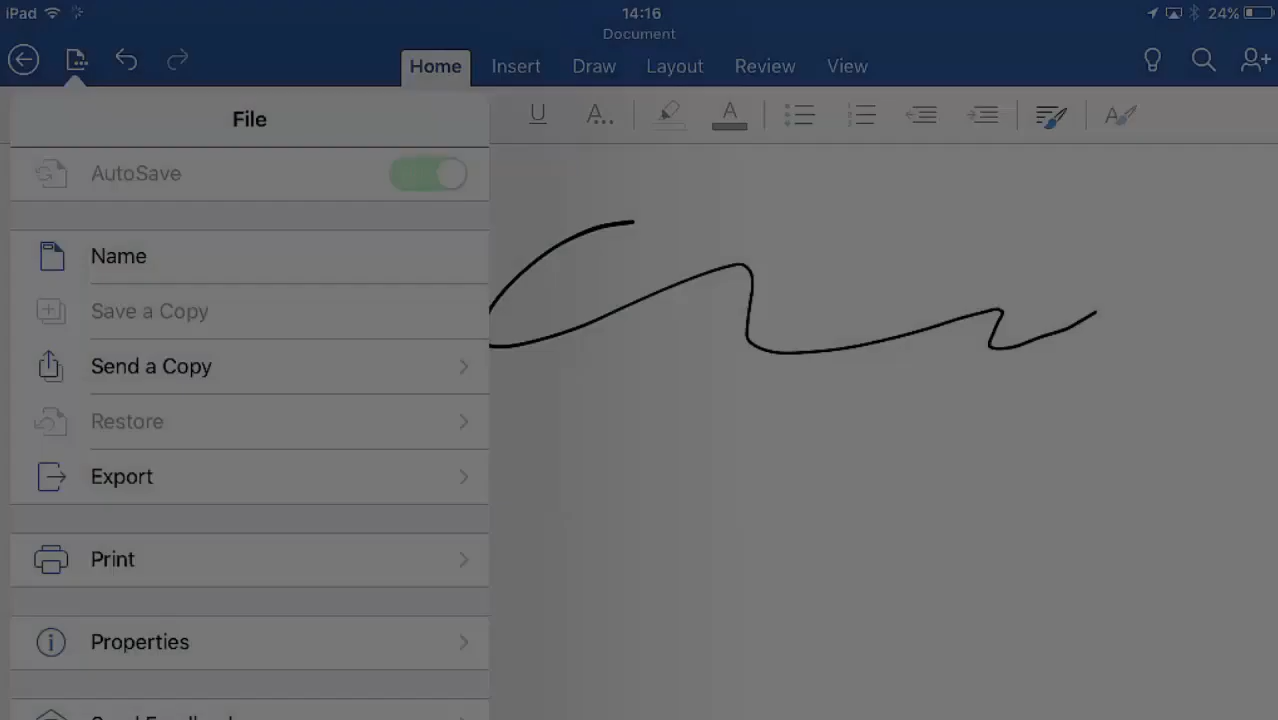 iPad 14:16 24%
Document
Home Insert Draw Layout Review View
File
U A.. A A
AutoSave
Name
Save a Copy
Send a Copy
Restore
Export
Print
Properties